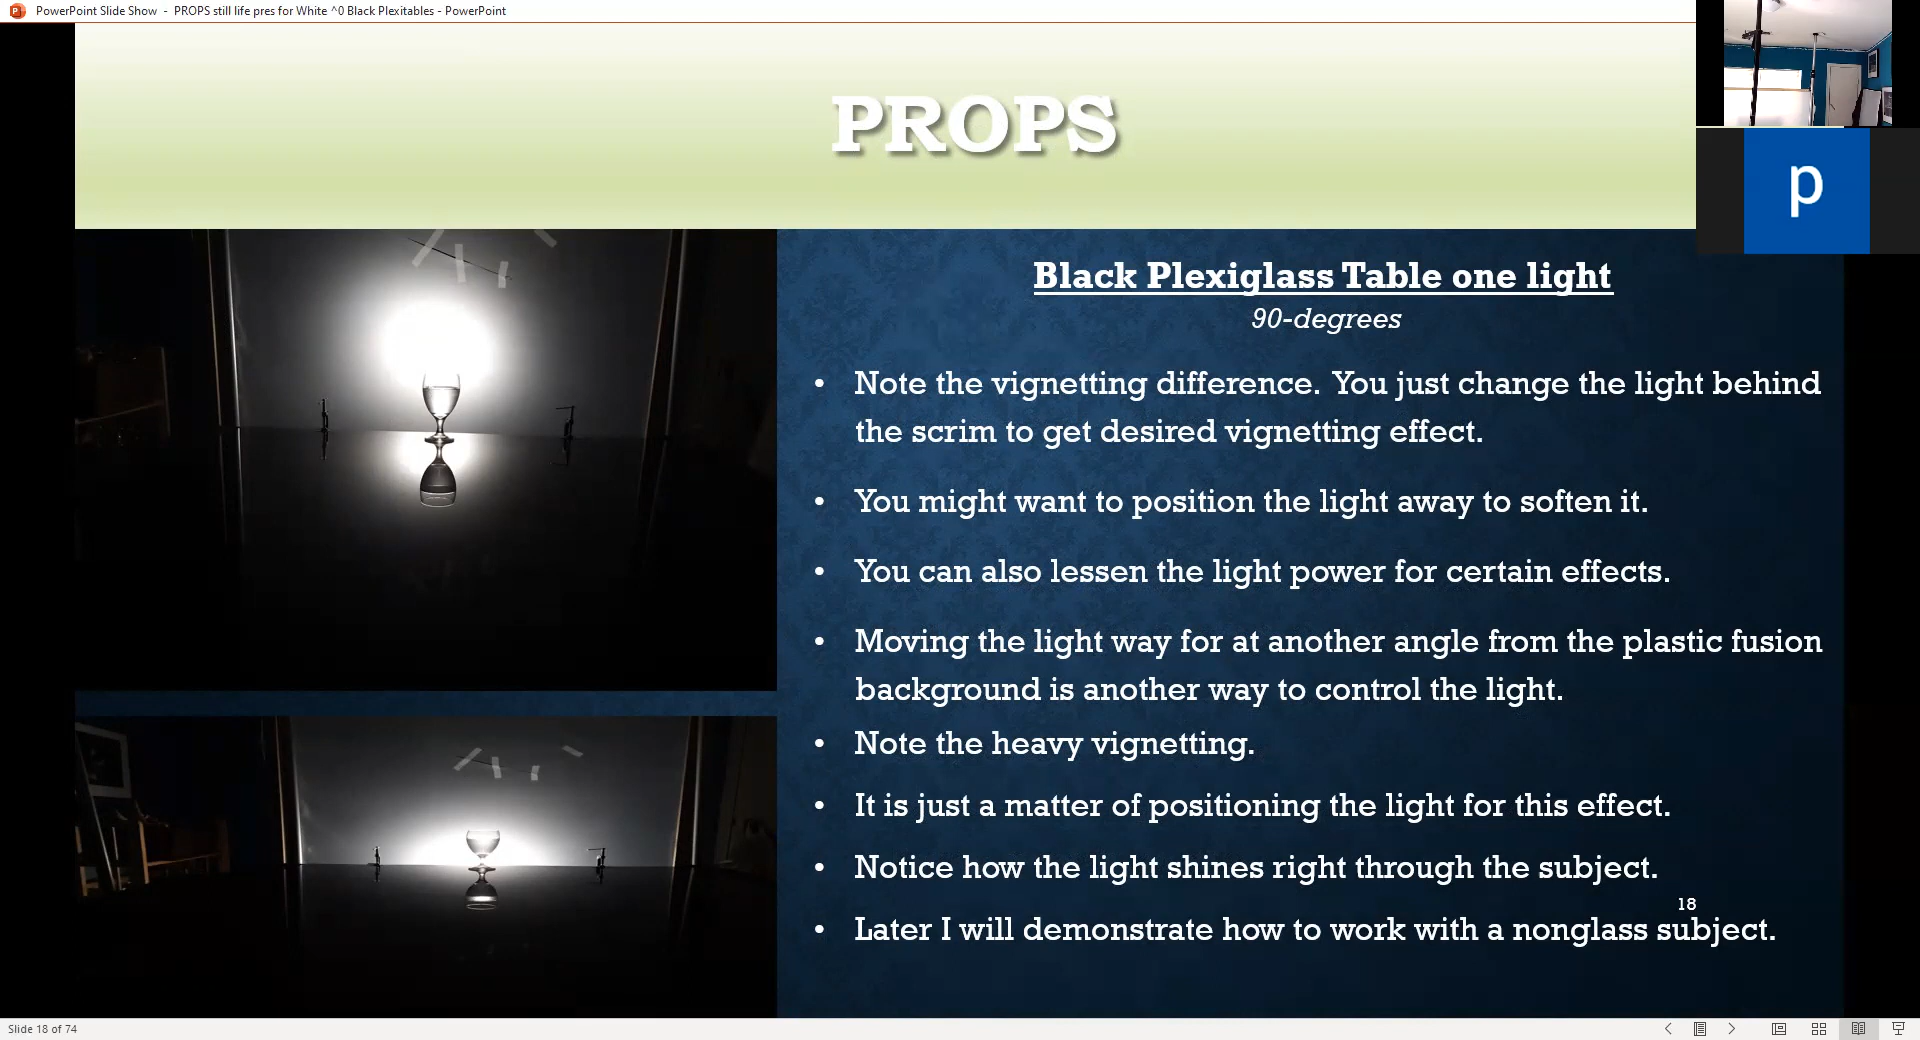 PowerPoint Slide Show - PROPS still life pres for White ^0 Black Plexitables - PowerPoint
PROPS
p
Black Plexiglass Table one light
90-degrees
• Note the vignetting difference. You just change the light behind
the scrim to get desired vignetting effect.
• You might want to position the light away to soften it.
• You can also lessen the light power for certain effects.
• Moving the light way for at another angle from the plastic fusion
background is another way to control the light.
• Note the heavy vignetting.
• It is just a matter of positioning the light for this effect.
• Notice how the light shines right through the subject.
18
• Later I will demonstrate how to work with a nonglass subject.
Slide 18 of 74